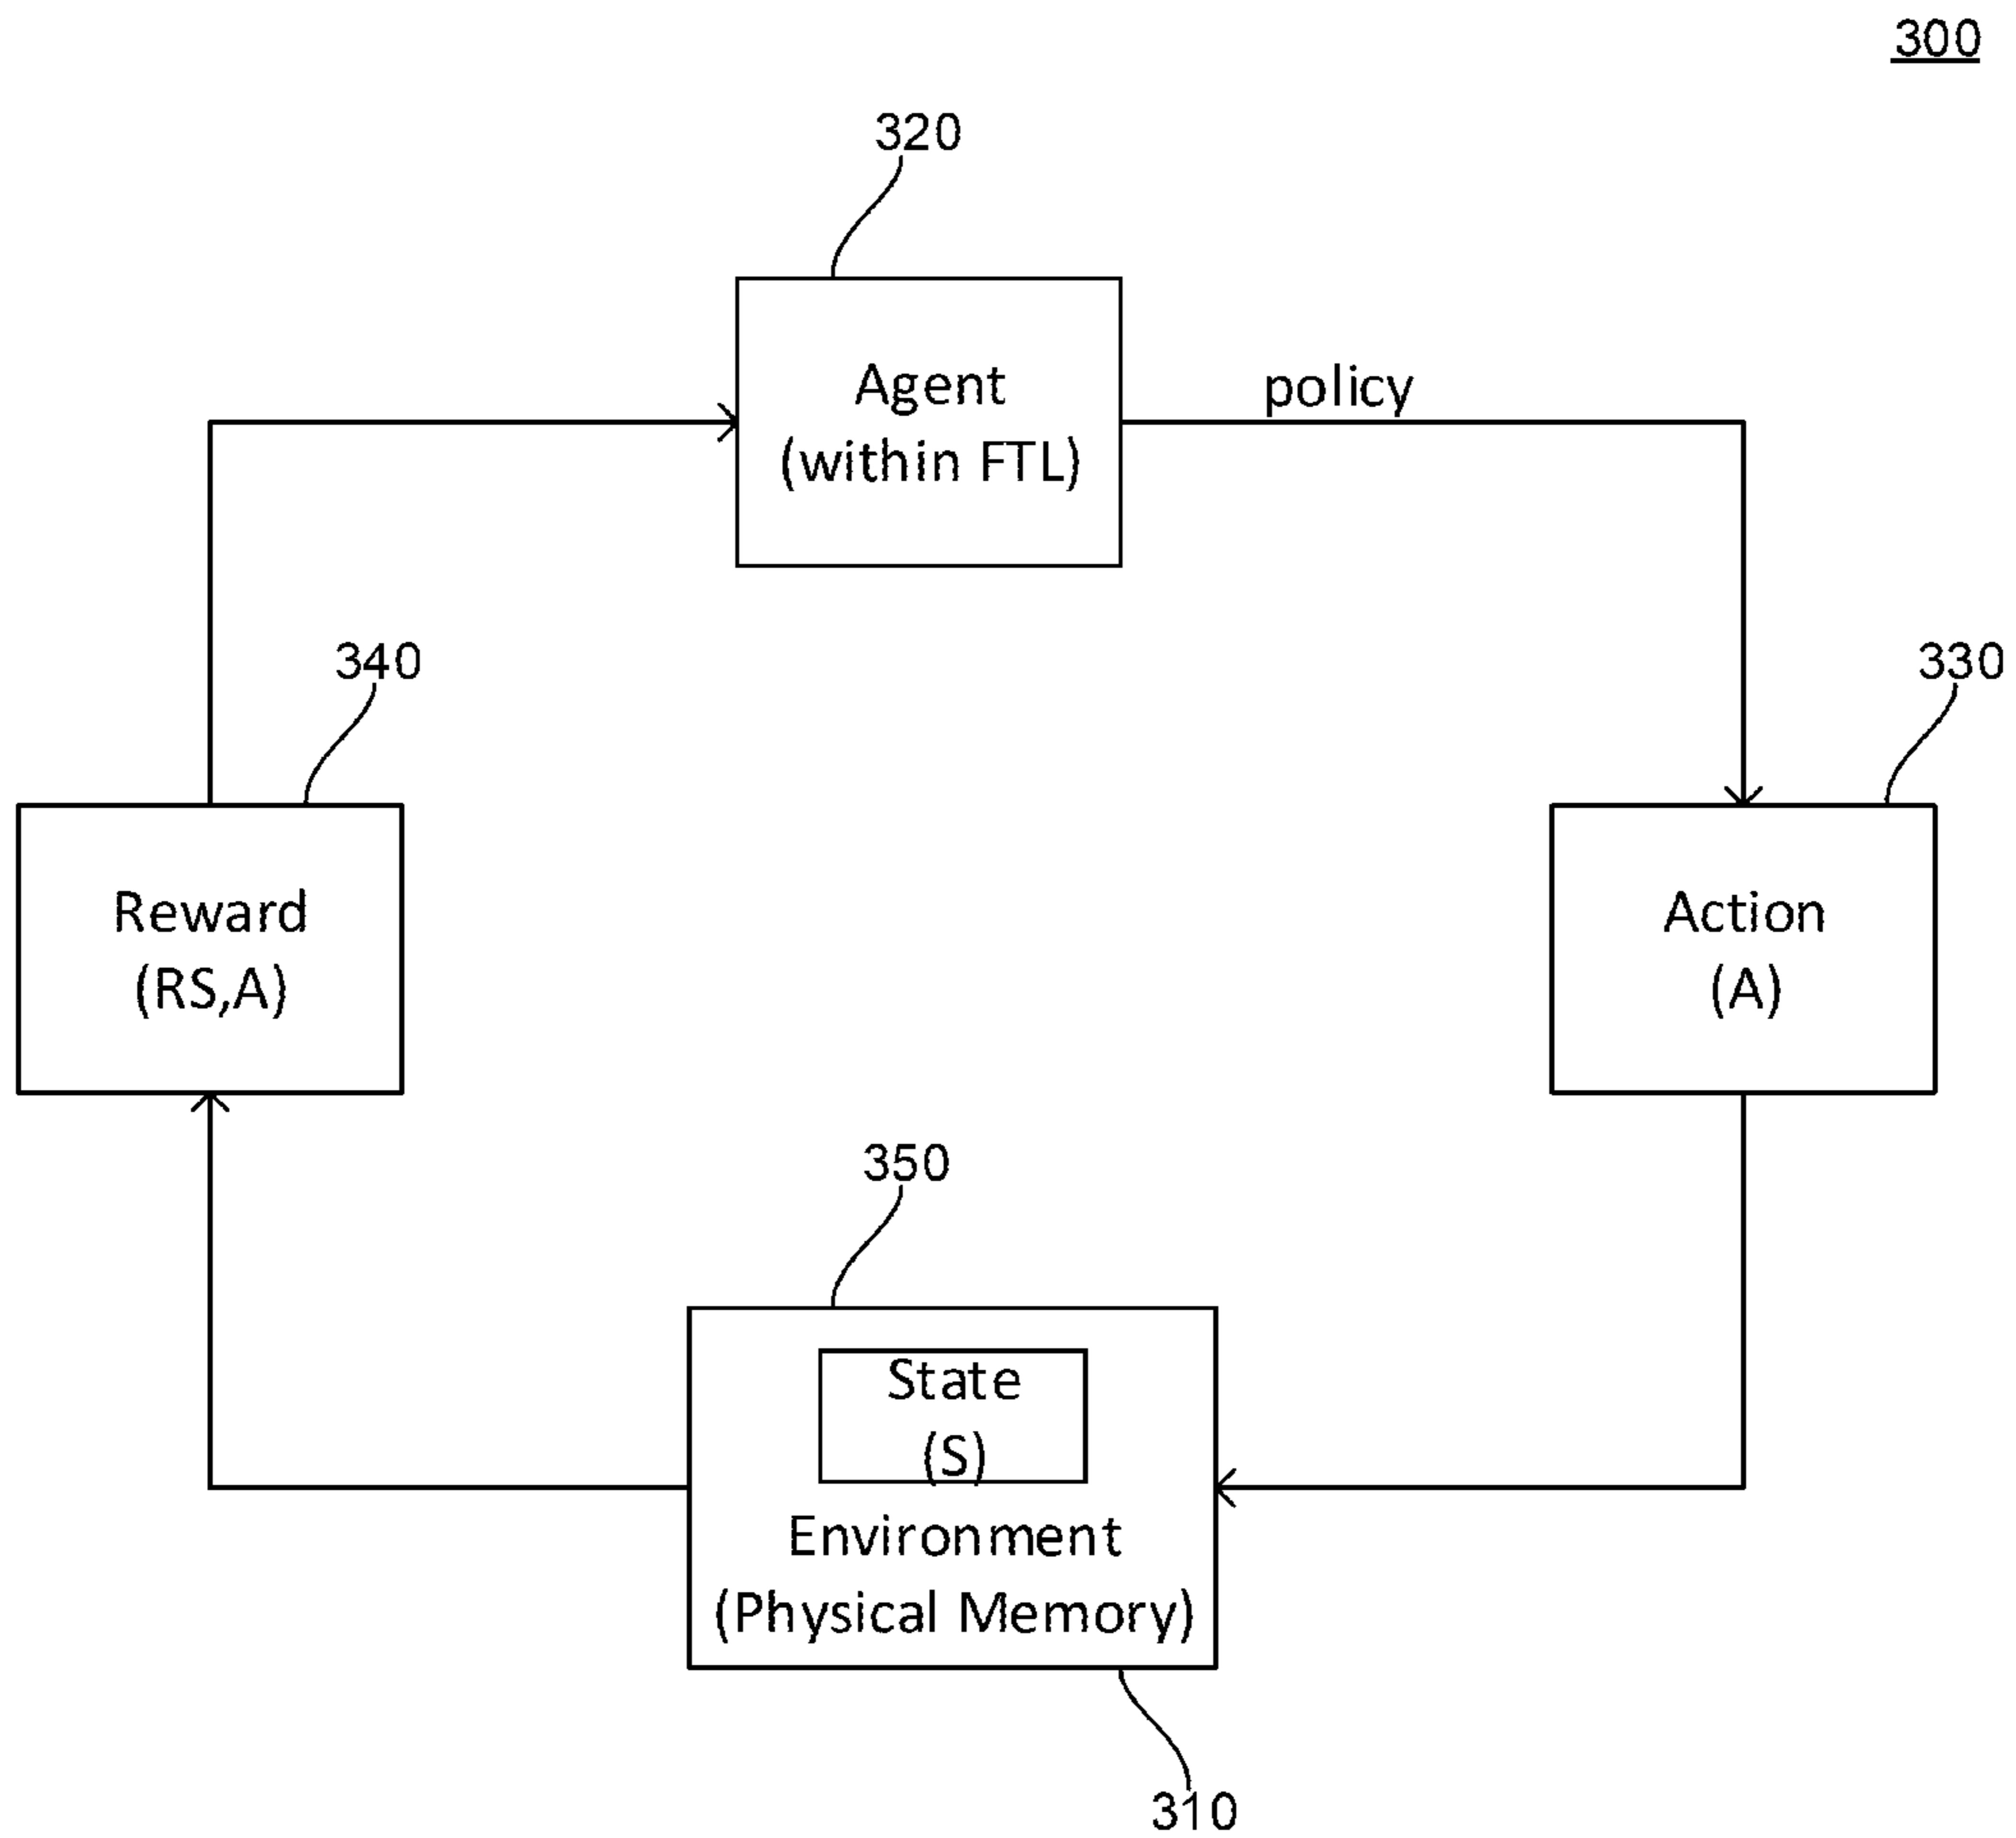 300
320
Agent
(within FTL)
policy
340
330
Reward
(RS,A)
Action
(A)
350
State
(S)
Environment
(Physical Memory)
310